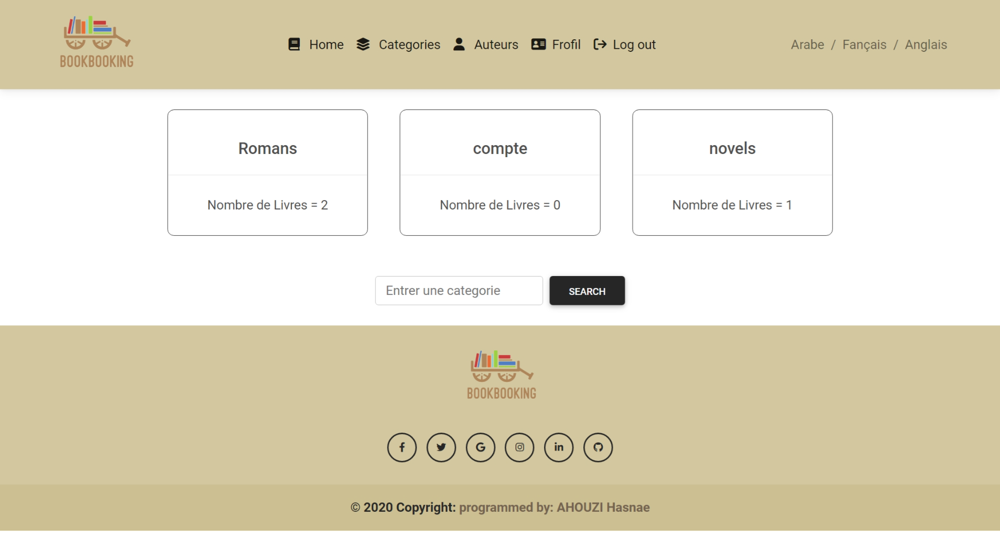 BOOKBOOKING
Home Categories Auteurs Frofil Log out
Arabe / Fançais / Anglais
Romans
Nombre de Livres = 2
compte
Nombre de Livres = 0
novels
Nombre de Livres = 1
Entrer une categorie
SEARCH
BOOKBOOKING
© 2020 Copyright: programmed by: AHOUZI Hasnae